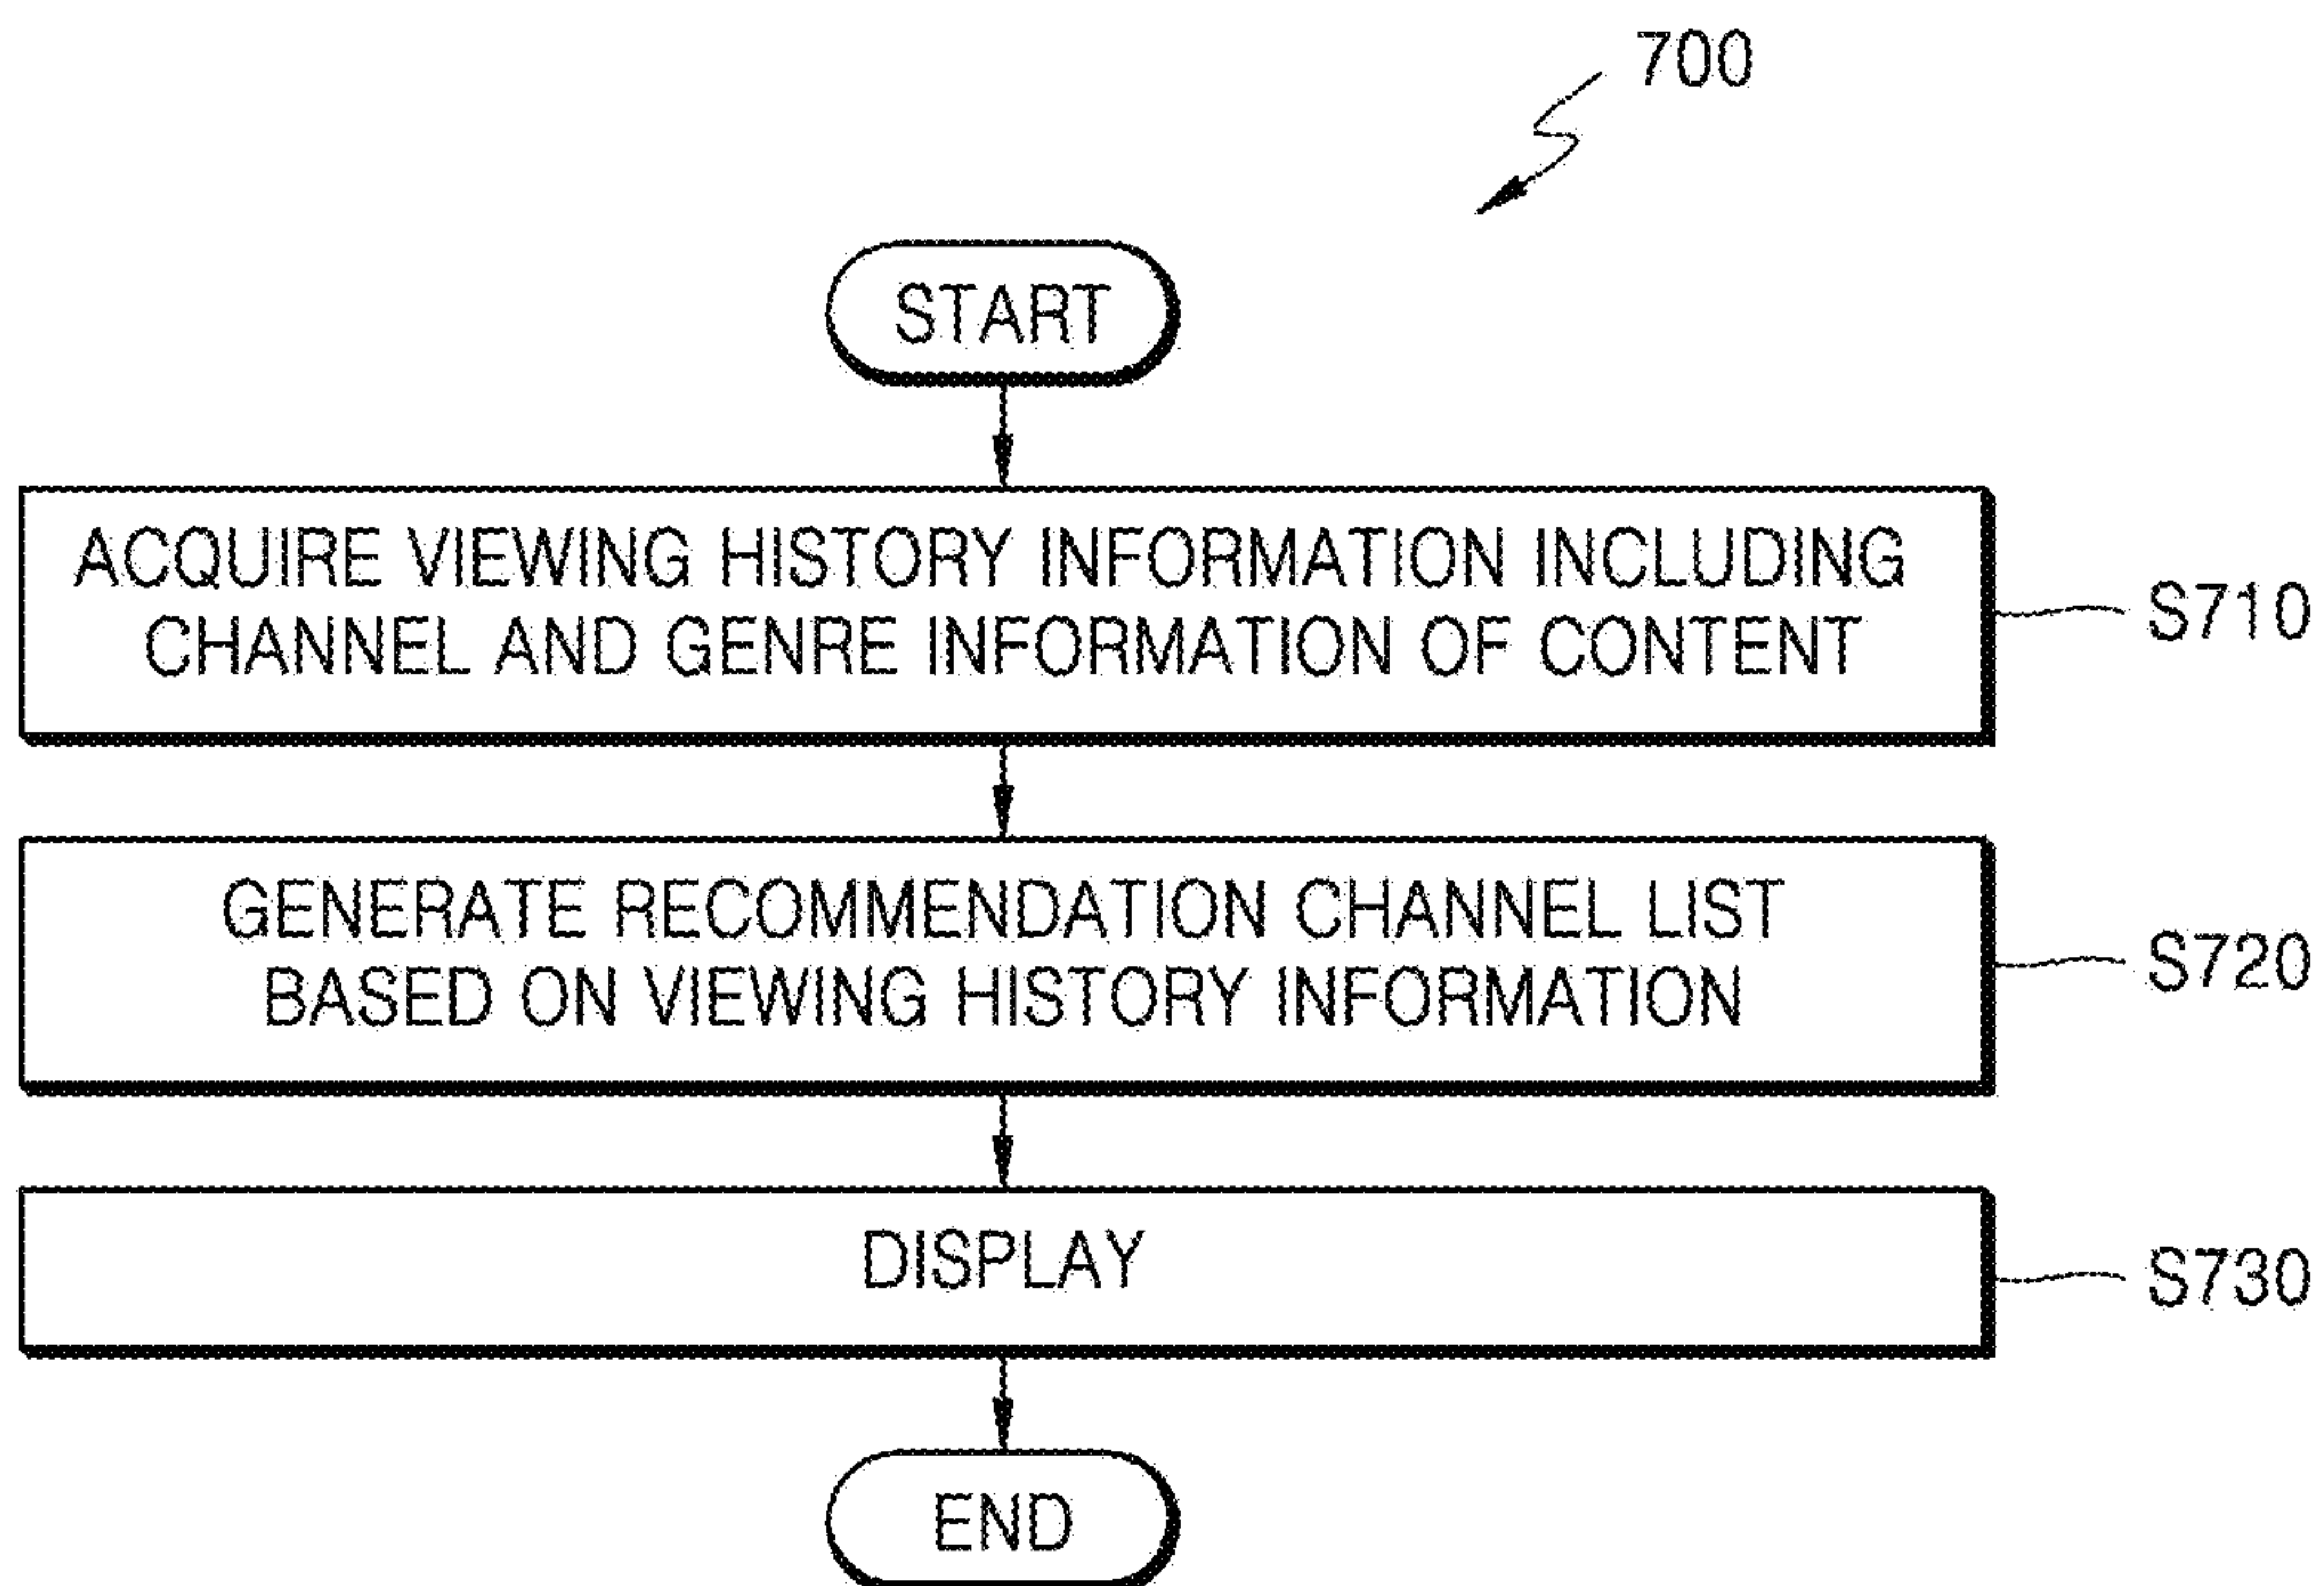 700
START
ACQUIRE VIEWING HISTORY INFORMATION INCLUDING
CHANNEL AND GENRE INFORMATION OF CONTENT
S710
GENERATE RECOMMENDATION CHANNEL LIST
BASED ON VIEWING HISTORY INFORMATION
S720
DISPLAY
S730
END